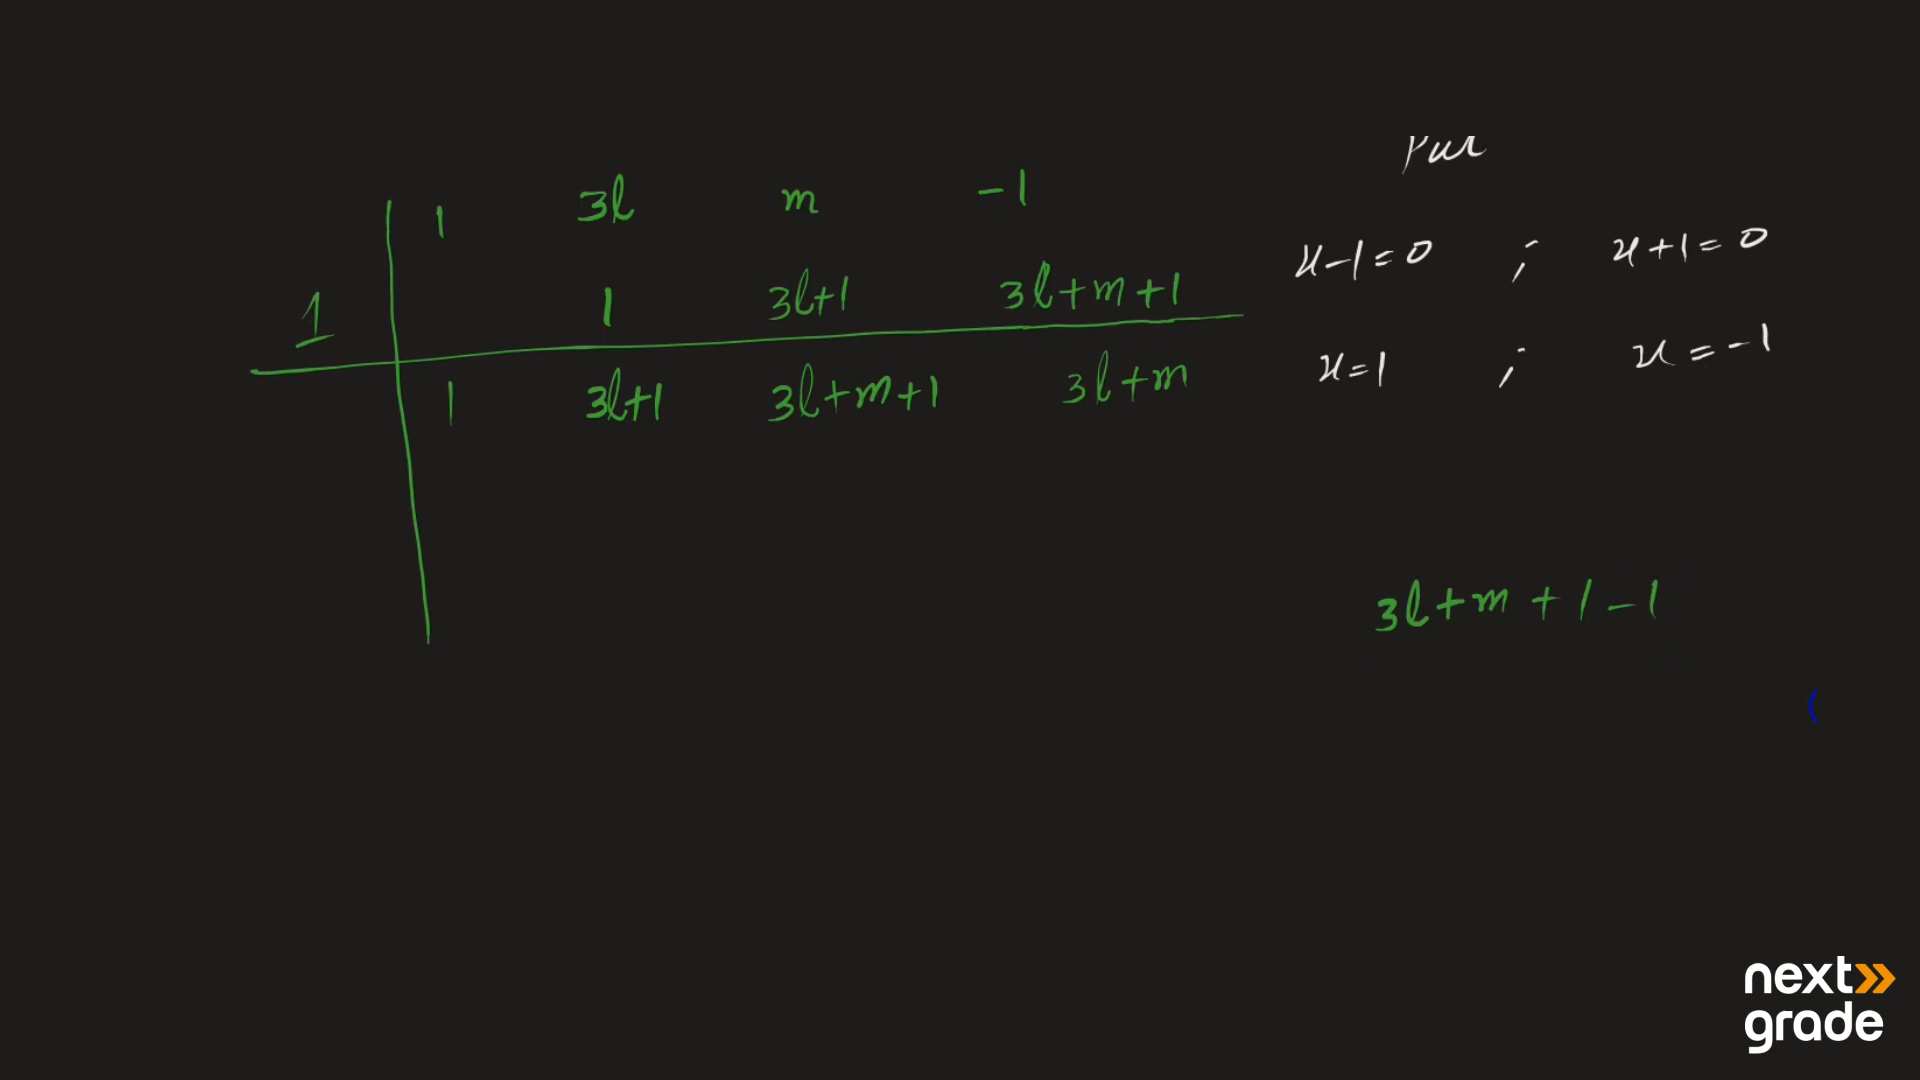 1 3l m -1
1 1 3l+1 3l+m+1
1 3l+1 3l+m+1 3l+m
x-1=0 ; x+1=0
x=1 ; x=-1
3l+m+1-1
(
next
grade